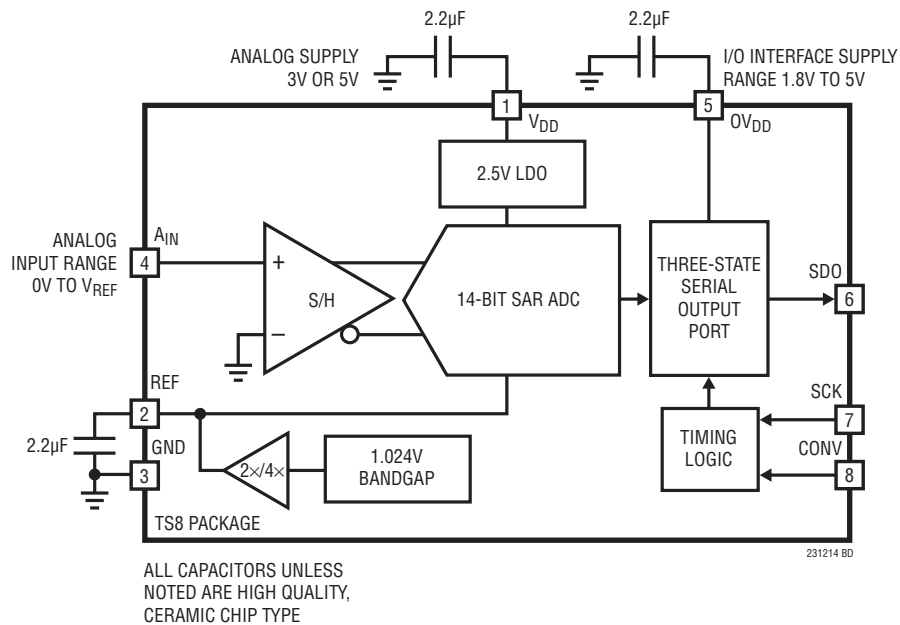 2.2µF
2.2µF
ANALOG SUPPLY
3V OR 5V
I/O INTERFACE SUPPLY
RANGE 1.8V TO 5V
1
VDD
5
OVDD
2.5V LDO
ANALOG
INPUT RANGE
0V TO VREF
4
AIN
+
S/H
−
14-BIT SAR ADC
THREE-STATE
SERIAL
OUTPUT
PORT
SDO
6
REF
2
2.2µF
GND
3
2×/4×
1.024V
BANDGAP
TIMING
LOGIC
SCK
7
CONV
8
TS8 PACKAGE
231214 BD
ALL CAPACITORS UNLESS
NOTED ARE HIGH QUALITY,
CERAMIC CHIP TYPE